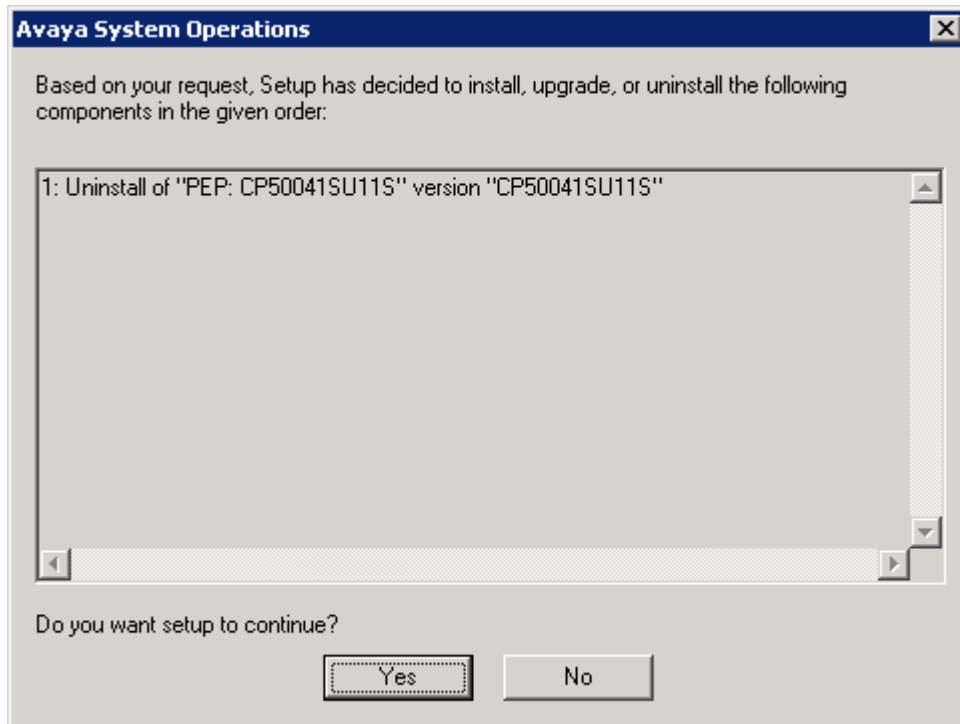 Avaya System Operations
Based on your request, Setup has decided to install, upgrade, or uninstall the following
components in the given order:
1: Uninstall of "PEP: CP50041SU11S" version "CP50041SU11S"
Do you want setup to continue?
Yes
No